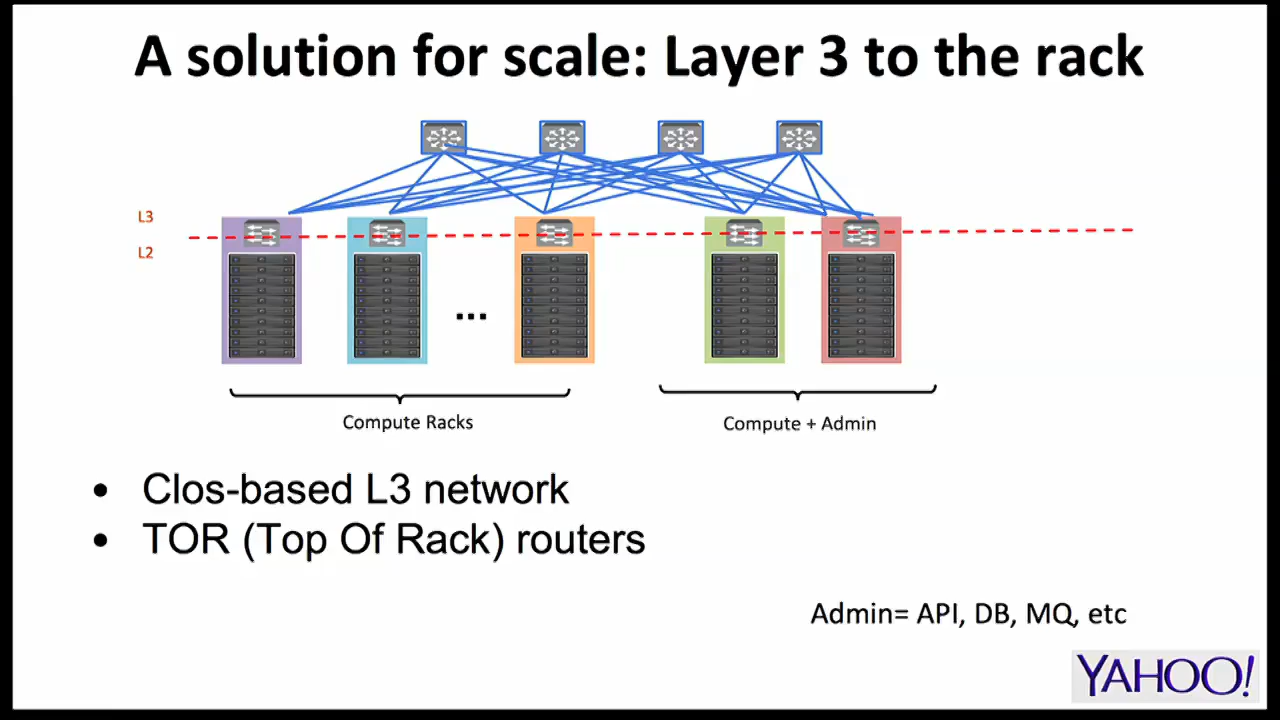 A solution for scale: Layer 3 to the rack
L3
L2
...
Compute Racks
Compute + Admin
• Clos-based L3 network
• TOR (Top Of Rack) routers
Admin= API, DB, MQ, etc
YAHOO!